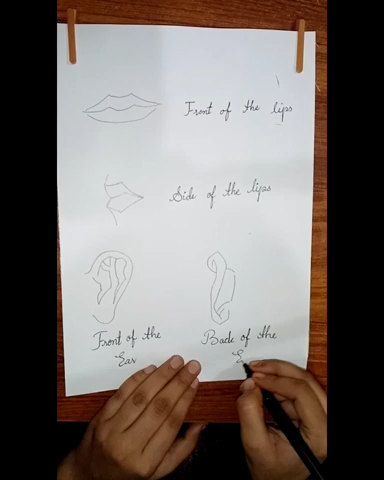 Front of the lips
Side of the lips
Front of the
Ear
Back of the
E